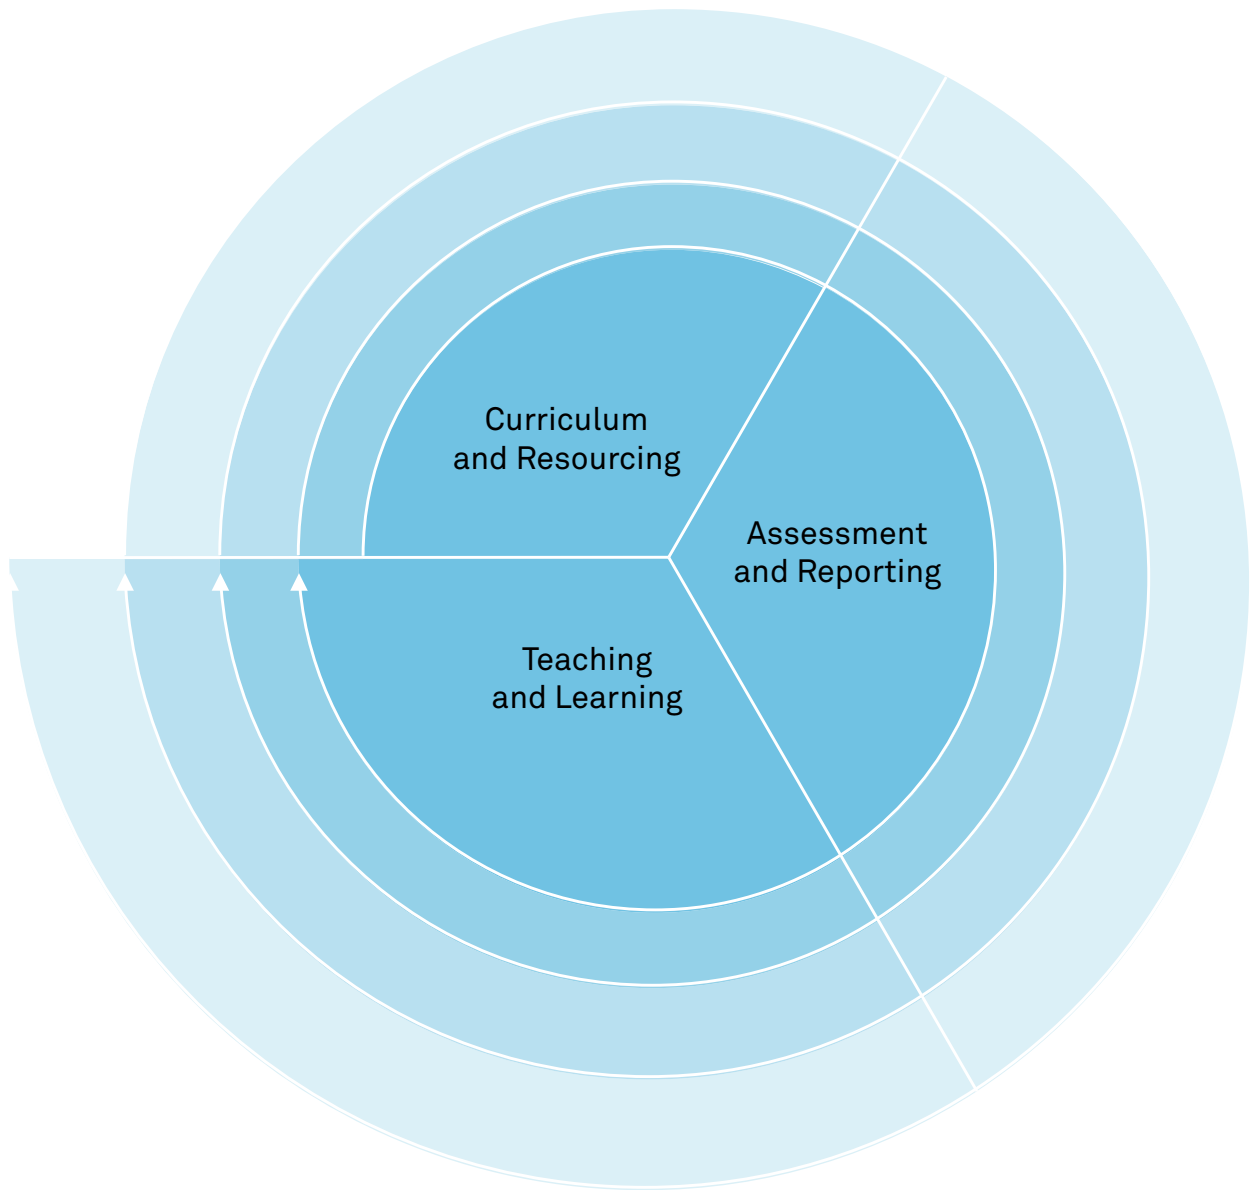 Curriculum
and Resourcing
Assessment
and Reporting
Teaching
and Learning